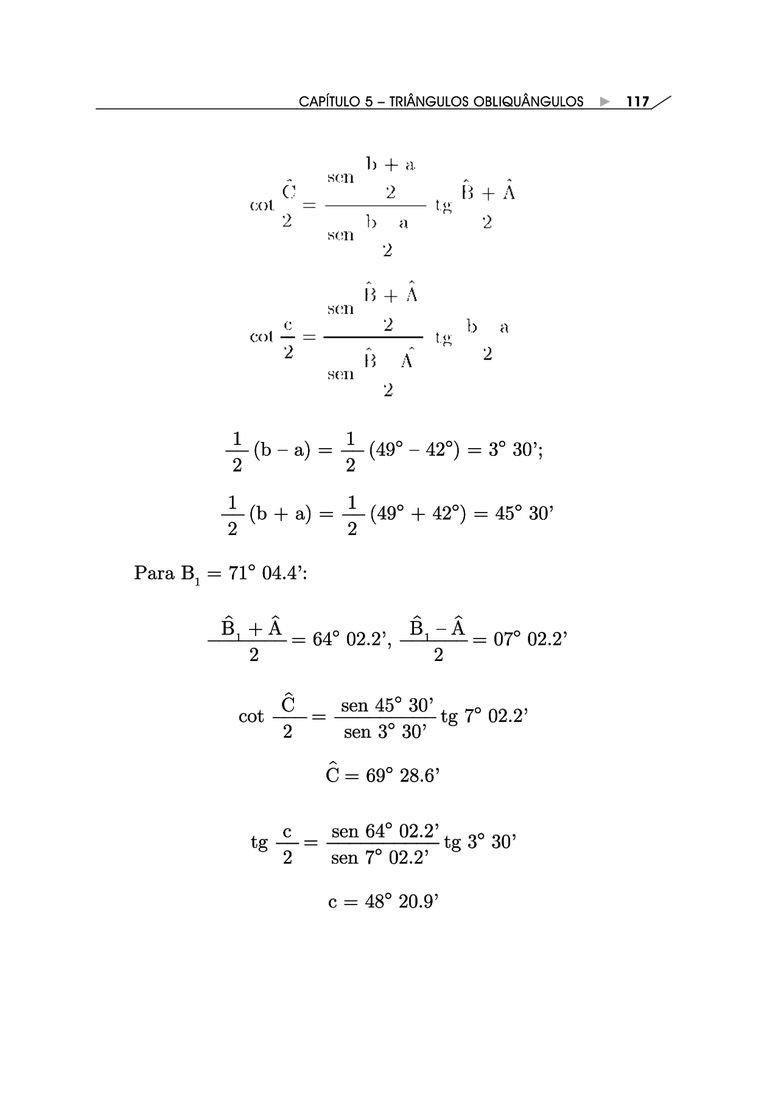 CAPÍTULO 5 – TRIÂNGULOS OBLIQUÂNGULOS ▶ 117
cot Ĉ/2 = (sen (b + a)/2)/(sen (b a)/2) tg (B̂ + Â)/2
cot c/2 = (sen (B̂ + Â)/2)/(sen (B̂ Â)/2) tg (b a)/2
1/2 (b – a) = 1/2 (49° – 42°) = 3° 30’;
1/2 (b + a) = 1/2 (49° + 42°) = 45° 30’
Para B₁ = 71° 04.4’:
(B̂₁ + Â)/2 = 64° 02.2’, (B̂₁ – Â)/2 = 07° 02.2’
cot Ĉ/2 = (sen 45° 30’)/(sen 3° 30’) tg 7° 02.2’
Ĉ = 69° 28.6’
tg c/2 = (sen 64° 02.2’)/(sen 7° 02.2’) tg 3° 30’
c = 48° 20.9’